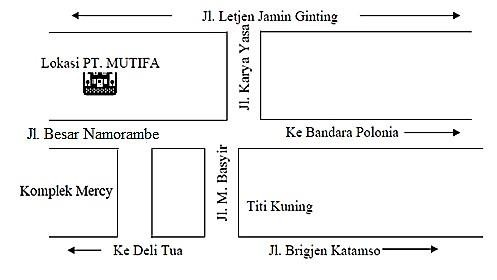 Jl. Letjen Jamin Ginting
Jl. Karya Yasa
Lokasi PT. MUTIFA
Jl. Besar Namorambe
Ke Bandara Polonia
Jl. M. Basyir
Komplek Mercy
Titi Kuning
Ke Deli Tua
Jl. Brigjen Katamso